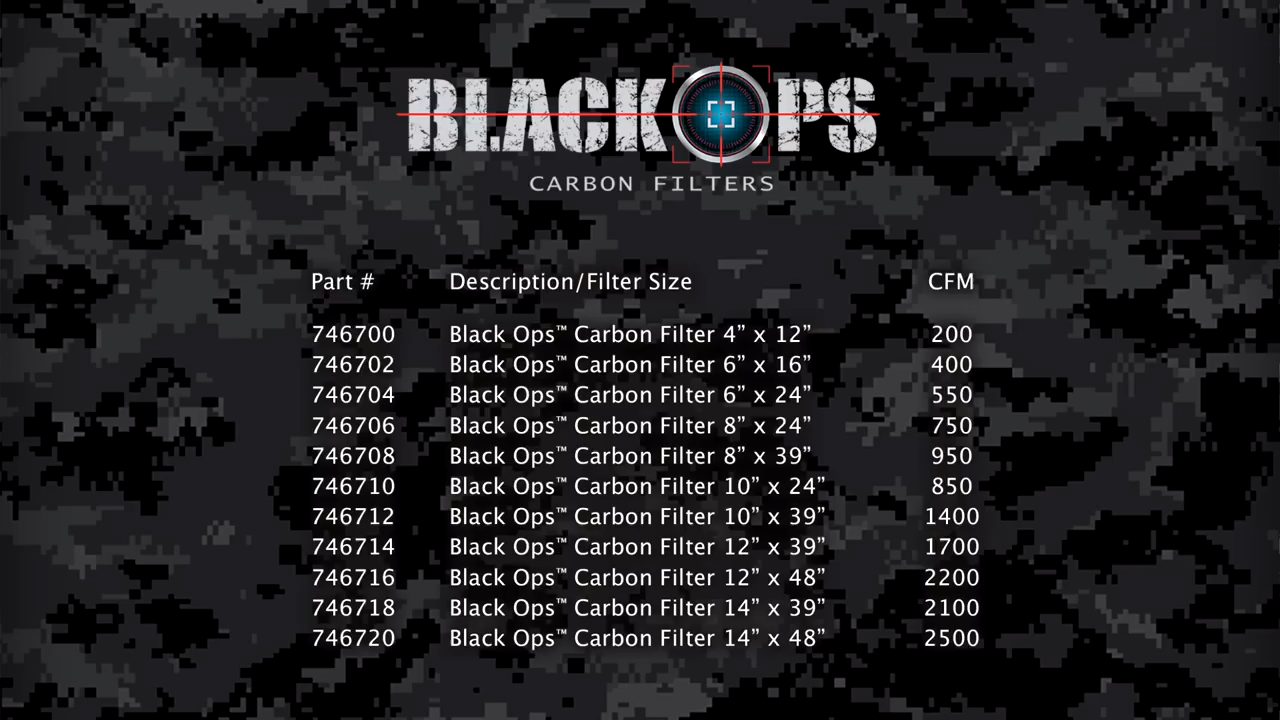 BLACK OPS
CARBON FILTERS
Part # Description/Filter Size CFM
746700 Black Ops™ Carbon Filter 4” x 12” 200
746702 Black Ops™ Carbon Filter 6” x 16” 400
746704 Black Ops™ Carbon Filter 6” x 24” 550
746706 Black Ops™ Carbon Filter 8” x 24” 750
746708 Black Ops™ Carbon Filter 8” x 39” 950
746710 Black Ops™ Carbon Filter 10” x 24” 850
746712 Black Ops™ Carbon Filter 10” x 39” 1400
746714 Black Ops™ Carbon Filter 12” x 39” 1700
746716 Black Ops™ Carbon Filter 12” x 48” 2200
746718 Black Ops™ Carbon Filter 14” x 39” 2100
746720 Black Ops™ Carbon Filter 14” x 48” 2500